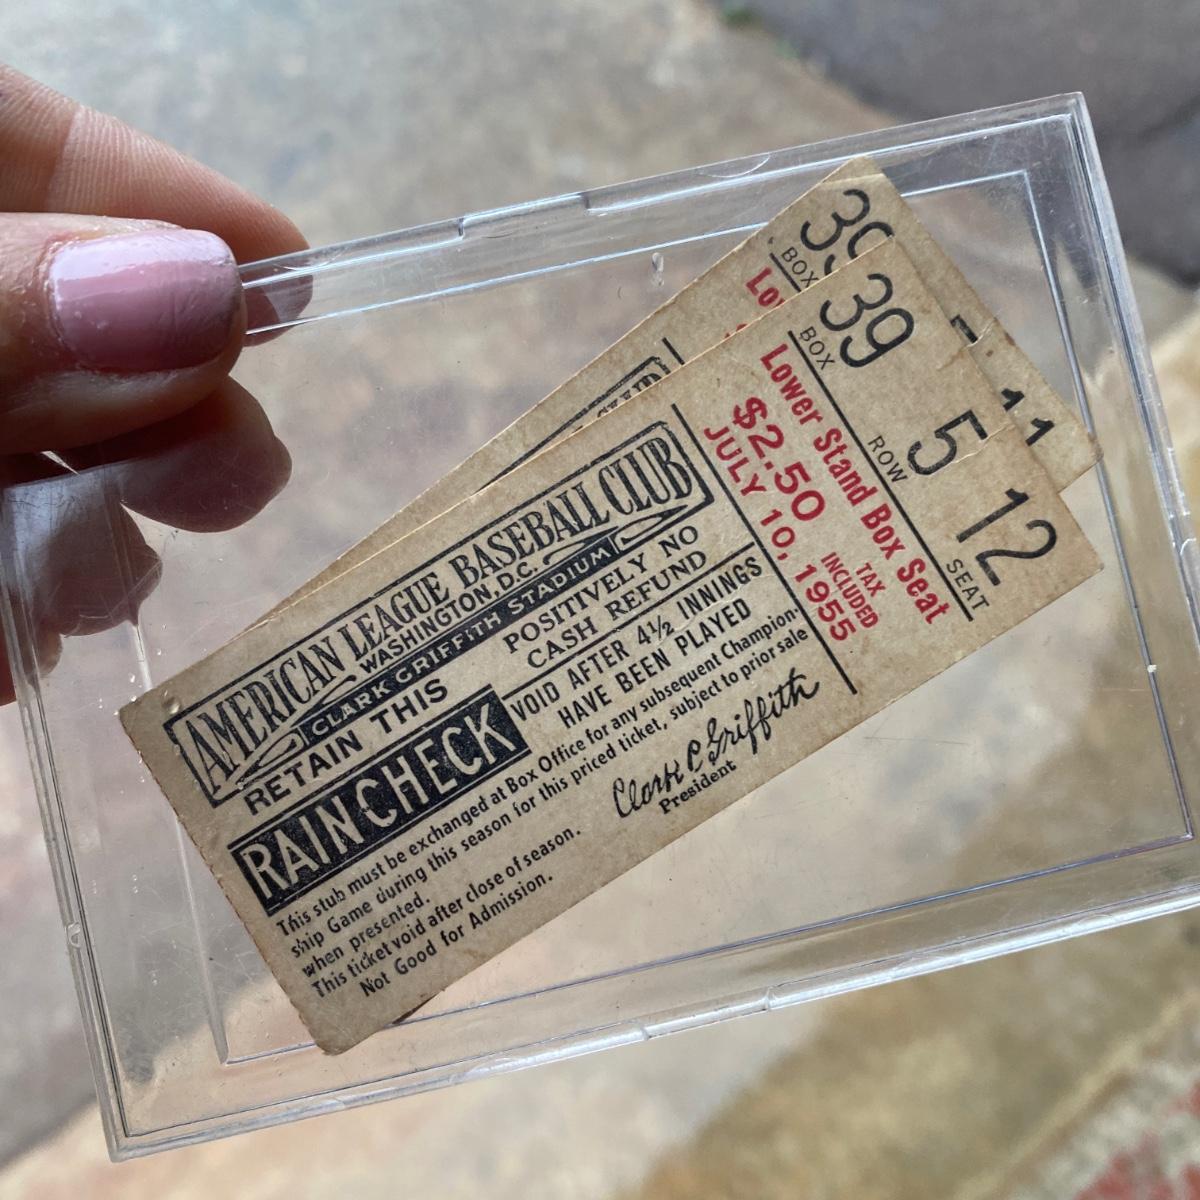 39
BOX
39
BOX
5
ROW
12
SEAT
11
Lower Stand Box Seat
$2.50 TAX INCLUDED
JULY 10, 1955
AMERICAN LEAGUE BASEBALL CLUB
WASHINGTON, D.C.
CLARK GRIFFITH STADIUM
RETAIN THIS
RAIN CHECK
POSITIVELY NO
CASH REFUND
VOID AFTER 4½ INNINGS
HAVE BEEN PLAYED
This stub must be exchanged at Box Office for any subsequent Champion-
ship Game during this season for this priced ticket, subject to prior sale
when presented.
This ticket void after close of season.
Not Good for Admission.
Clark C Griffith
President